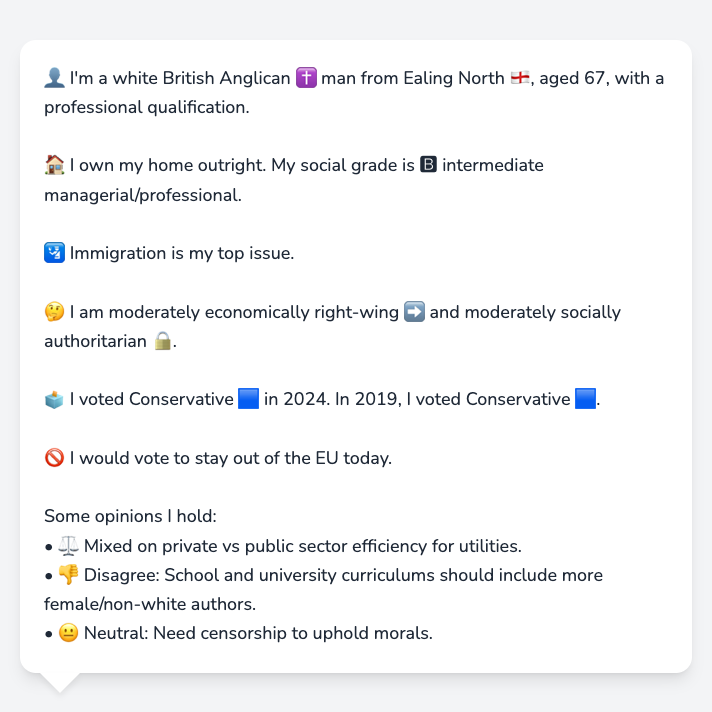 👤 I'm a white British Anglican ✝️ man from Ealing North 🏴󠁧󠁢󠁥󠁮󠁧󠁿, aged 67, with a
professional qualification.
🏠 I own my home outright. My social grade is 🅱 intermediate
managerial/professional.
🛂 Immigration is my top issue.
🤔 I am moderately economically right-wing ➡️ and moderately socially
authoritarian 🔒.
🗳️ I voted Conservative 🟦 in 2024. In 2019, I voted Conservative 🟦.
🚫 I would vote to stay out of the EU today.
Some opinions I hold:
• ⚖️ Mixed on private vs public sector efficiency for utilities.
• 👎 Disagree: School and university curriculums should include more
female/non-white authors.
• 😐 Neutral: Need censorship to uphold morals.